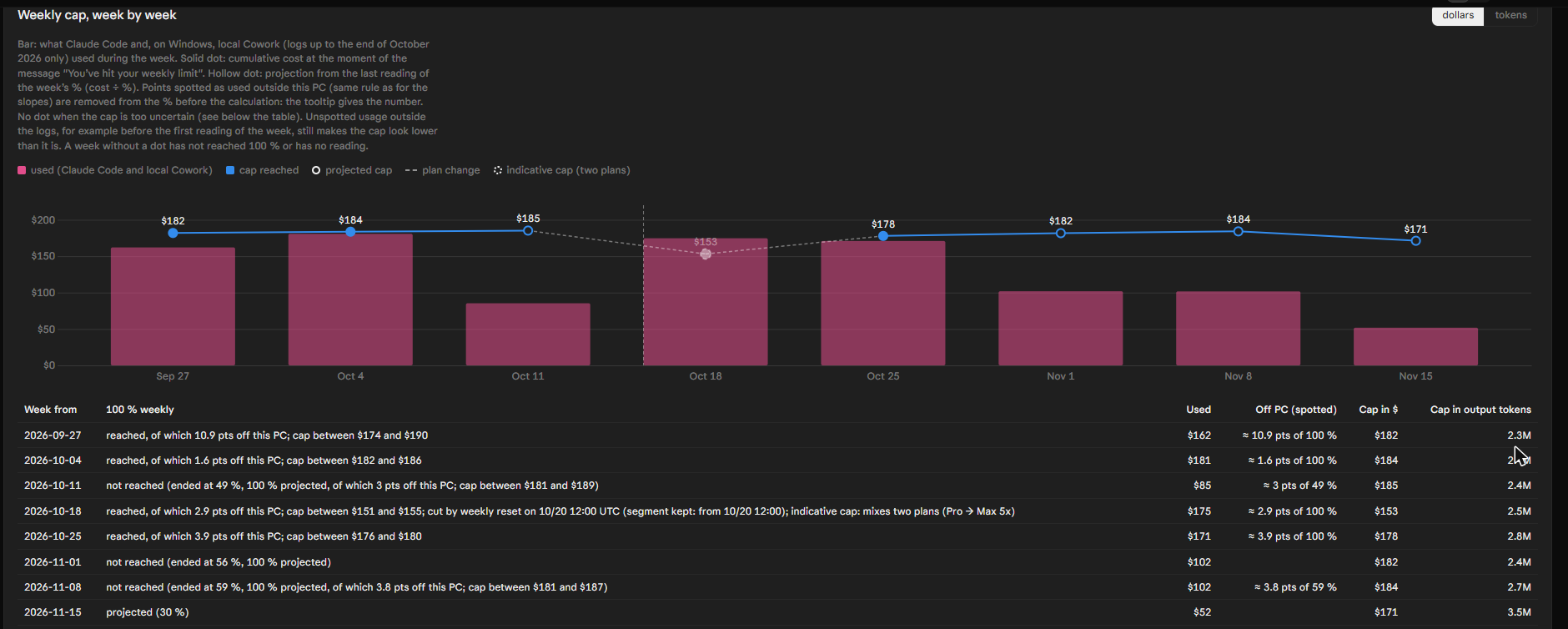 Weekly cap, week by week
dollars tokens
Bar: what Claude Code and, on Windows, local Cowork (logs up to the end of October
2026 only) used during the week. Solid dot: cumulative cost at the moment of the
message "You've hit your weekly limit". Hollow dot: projection from the last reading of
the week's % (cost ÷ %). Points spotted as used outside this PC (same rule as for the
slopes) are removed from the % before the calculation: the tooltip gives the number.
No dot when the cap is too uncertain (see below the table). Unspotted usage outside
the logs, for example before the first reading of the week, still makes the cap look lower
than it is. A week without a dot has not reached 100 % or has no reading.
used (Claude Code and local Cowork) cap reached projected cap plan change indicative cap (two plans)
$182 $184 $185 $153 $178 $182 $184 $171
$200
$150
$100
$50
$0
Sep 27 Oct 4 Oct 11 Oct 18 Oct 25 Nov 1 Nov 8 Nov 15
Week from 100 % weekly Used Off PC (spotted) Cap in $ Cap in output tokens
2026-09-27 reached, of which 10.9 pts off this PC; cap between $174 and $190 $162 ≈ 10.9 pts of 100 % $182 2.3M
2026-10-04 reached, of which 1.6 pts off this PC; cap between $182 and $186 $181 ≈ 1.6 pts of 100 % $184
2026-10-11 not reached (ended at 49 %, 100 % projected, of which 3 pts off this PC; cap between $181 and $189) $85 ≈ 3 pts of 49 % $185 2.4M
2026-10-18 reached, of which 2.9 pts off this PC; cap between $151 and $155; cut by weekly reset on 10/20 12:00 UTC (segment kept: from 10/20 12:00); indicative cap: mixes two plans (Pro → Max 5x) $175 ≈ 2.9 pts of 100 % $153 2.5M
2026-10-25 reached, of which 3.9 pts off this PC; cap between $176 and $180 $171 ≈ 3.9 pts of 100 % $178 2.8M
2026-11-01 not reached (ended at 56 %, 100 % projected) $102 $182 2.4M
2026-11-08 not reached (ended at 59 %, 100 % projected, of which 3.8 pts off this PC; cap between $181 and $187) $102 ≈ 3.8 pts of 59 % $184 2.7M
2026-11-15 projected (30 %) $52 $171 3.5M